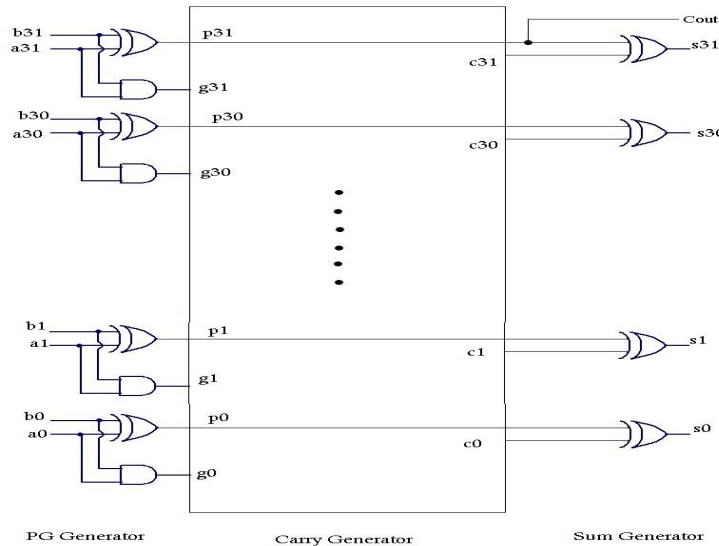 b31
a31
p31
Cout
s31
c31
g31
b30
a30
p30
s30
c30
g30
b1
a1
p1
s1
c1
g1
b0
a0
p0
s0
c0
g0
PG Generator
Carry Generator
Sum Generator